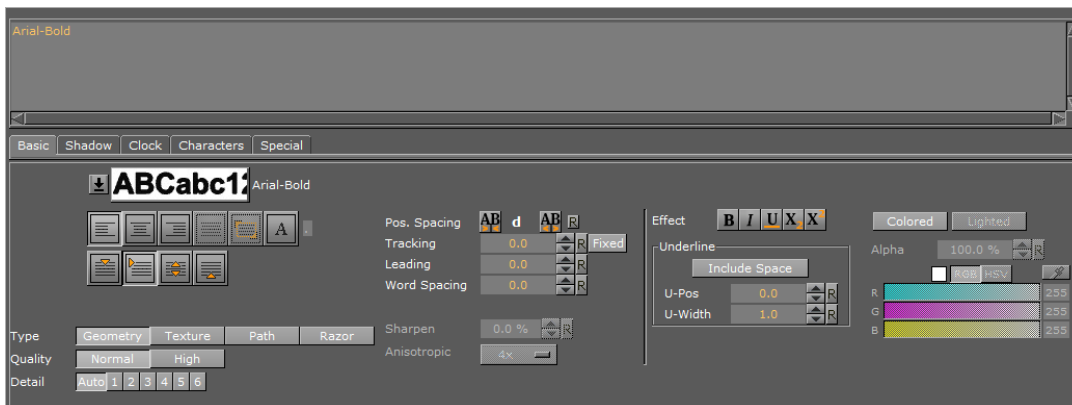 Arial-Bold
Basic Shadow Clock Characters Special
ABCabc12 Arial-Bold
A .
Pos. Spacing AB d AB R
Tracking 0.0 R Fixed
Leading 0.0 R
Word Spacing 0.0 R
Sharpen 0.0 % R
Anisotropic 4x
Effect B I U X2 X2
Underline
Include Space
U-Pos 0.0 R
U-Width 1.0 R
Colored Lighted
Alpha 100.0 % R
RGB HSV
R 255
G 255
B 255
Type Geometry Texture Path Razor
Quality Normal High
Detail Auto 1 2 3 4 5 6